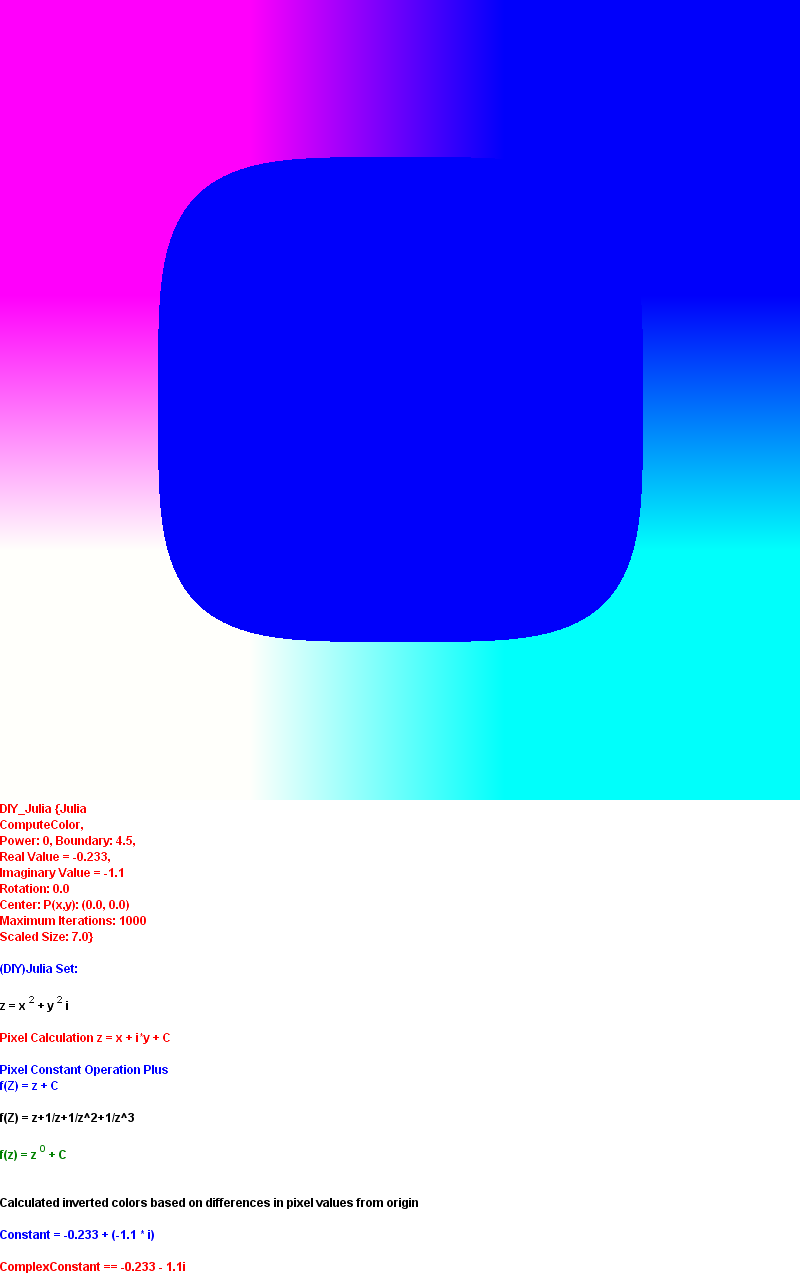 DIY_Julia {Julia
ComputeColor,
Power: 0, Boundary: 4.5,
Real Value = -0.233,
Imaginary Value = -1.1
Rotation: 0.0
Center: P(x,y): (0.0, 0.0)
Maximum Iterations: 1000
Scaled Size: 7.0}
(DIY)Julia Set:
z = x 2 + y 2 i
Pixel Calculation z = x + i*y + C
Pixel Constant Operation Plus
f(Z) = z + C
f(Z) = z+1/z+1/z^2+1/z^3
f(z) = z 0 + C
Calculated inverted colors based on differences in pixel values from origin
Constant = -0.233 + (-1.1 * i)
ComplexConstant == -0.233 - 1.1i